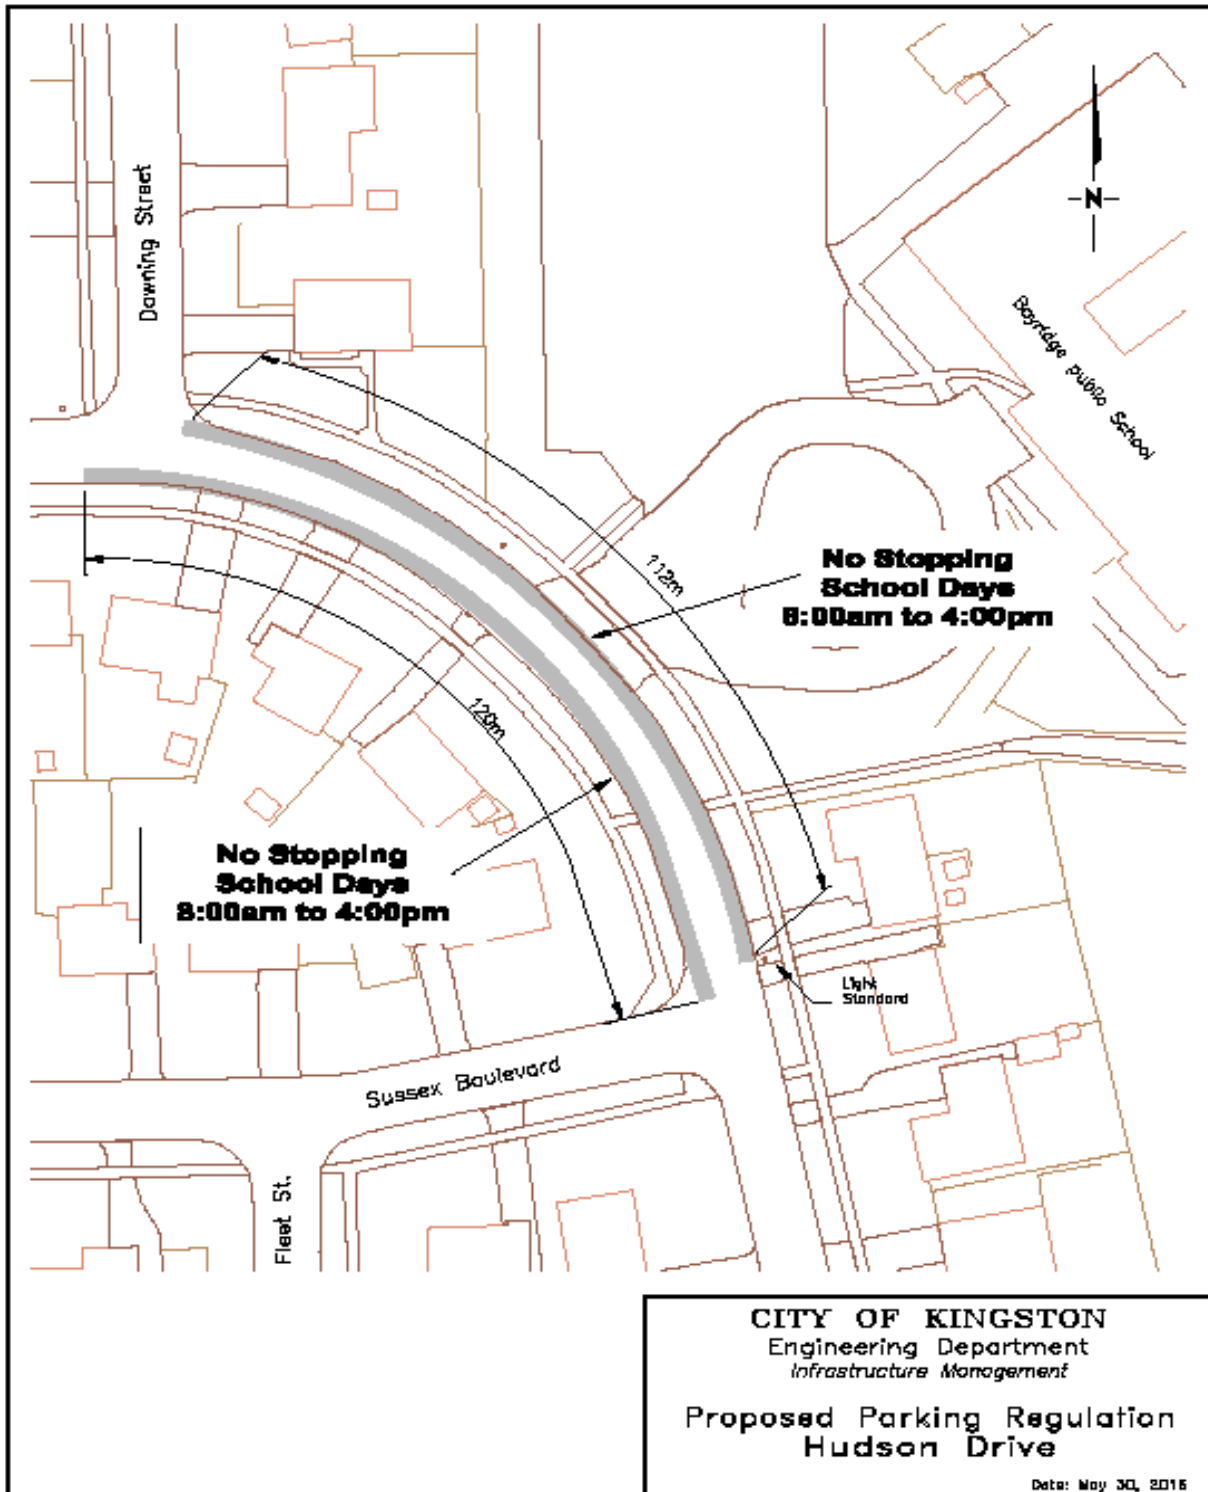 Downing Street
-N-
Bayridge public School
112m
No Stopping
School Days
8:00am to 4:00pm
120m
No Stopping
School Days
8:00am to 4:00pm
Light
Standard
Sussex Boulevard
Fleet St.
CITY OF KINGSTON
Engineering Department
Infrastructure Management
Proposed Parking Regulation
Hudson Drive
Date: May 30, 2016